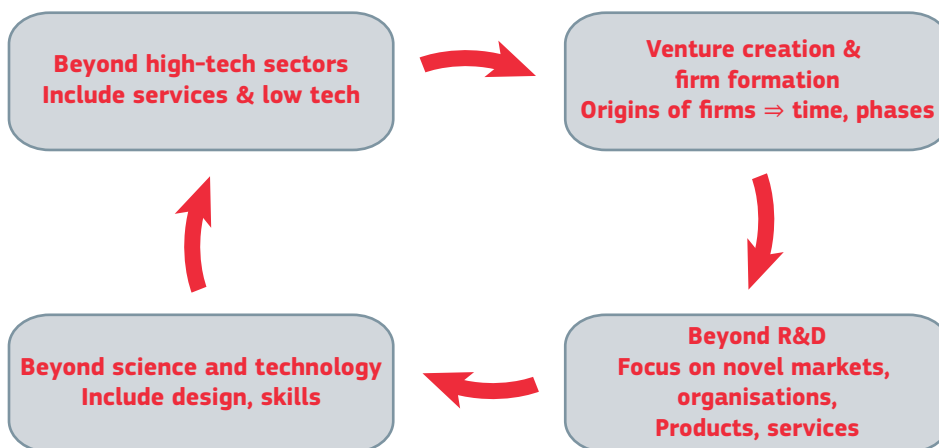 Beyond high-tech sectors
Include services & low tech
Venture creation &
firm formation
Origins of firms ⇒ time, phases
Beyond science and technology
Include design, skills
Beyond R&D
Focus on novel markets,
organisations,
Products, services